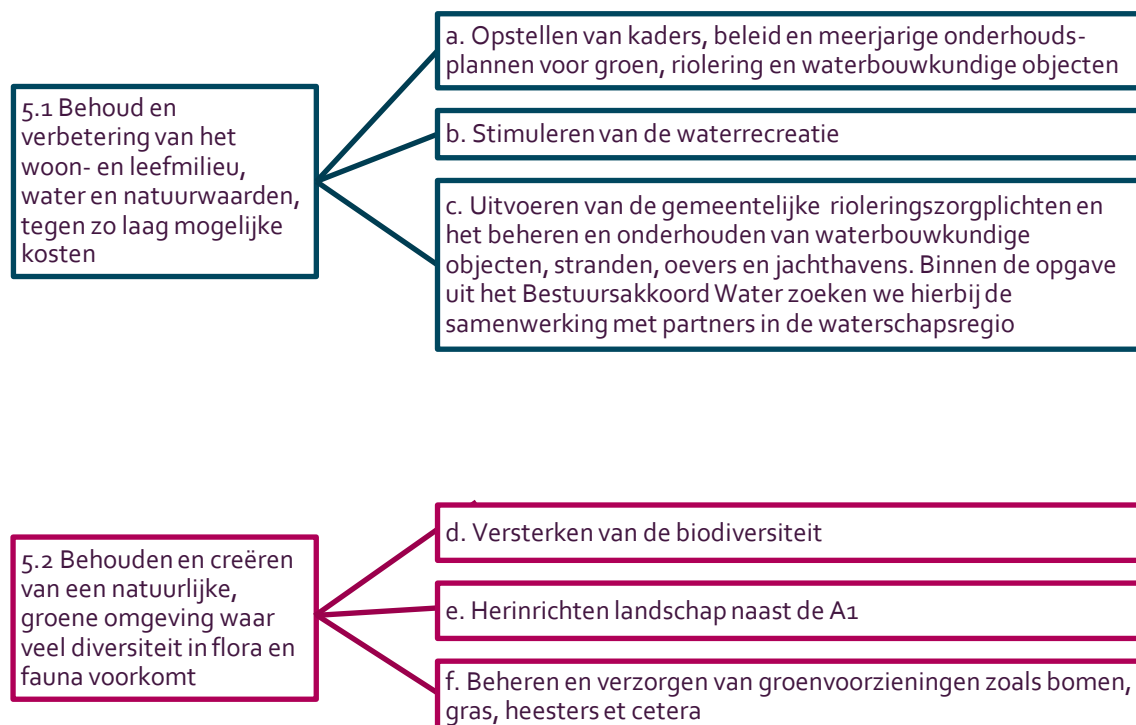 5.1 Behoud en
verbetering van het
woon- en leefmilieu,
water en natuurwaarden,
tegen zo laag mogelijke
kosten
a. Opstellen van kaders, beleid en meerjarige onderhouds-
plannen voor groen, riolering en waterbouwkundige objecten
b. Stimuleren van de waterrecreatie
c. Uitvoeren van de gemeentelijke rioleringszorgplichten en
het beheren en onderhouden van waterbouwkundige
objecten, stranden, oevers en jachthavens. Binnen de opgave
uit het Bestuursakkoord Water zoeken we hierbij de
samenwerking met partners in de waterschapsregio
5.2 Behouden en creëren
van een natuurlijke,
groene omgeving waar
veel diversiteit in flora en
fauna voorkomt
d. Versterken van de biodiversiteit
e. Herinrichten landschap naast de A1
f. Beheren en verzorgen van groenvoorzieningen zoals bomen,
gras, heesters et cetera